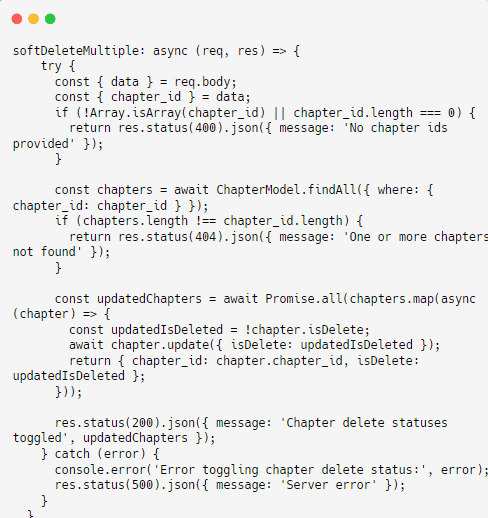 softDeleteMultiple: async (req, res) => {
    try {
      const { data } = req.body;
      const { chapter_id } = data;
      if (!Array.isArray(chapter_id) || chapter_id.length === 0) {
        return res.status(400).json({ message: 'No chapter ids
provided' });
      }

      const chapters = await ChapterModel.findAll({ where: {
chapter_id: chapter_id } });
      if (chapters.length !== chapter_id.length) {
        return res.status(404).json({ message: 'One or more chapters
not found' });
      }

      const updatedChapters = await Promise.all(chapters.map(async
(chapter) => {
        const updatedIsDeleted = !chapter.isDelete;
        await chapter.update({ isDelete: updatedIsDeleted });
        return { chapter_id: chapter.chapter_id, isDelete:
updatedIsDeleted };
      }));

      res.status(200).json({ message: 'Chapter delete statuses
toggled', updatedChapters });
    } catch (error) {
      console.error('Error toggling chapter delete status:', error);
      res.status(500).json({ message: 'Server error' });
    }
  }